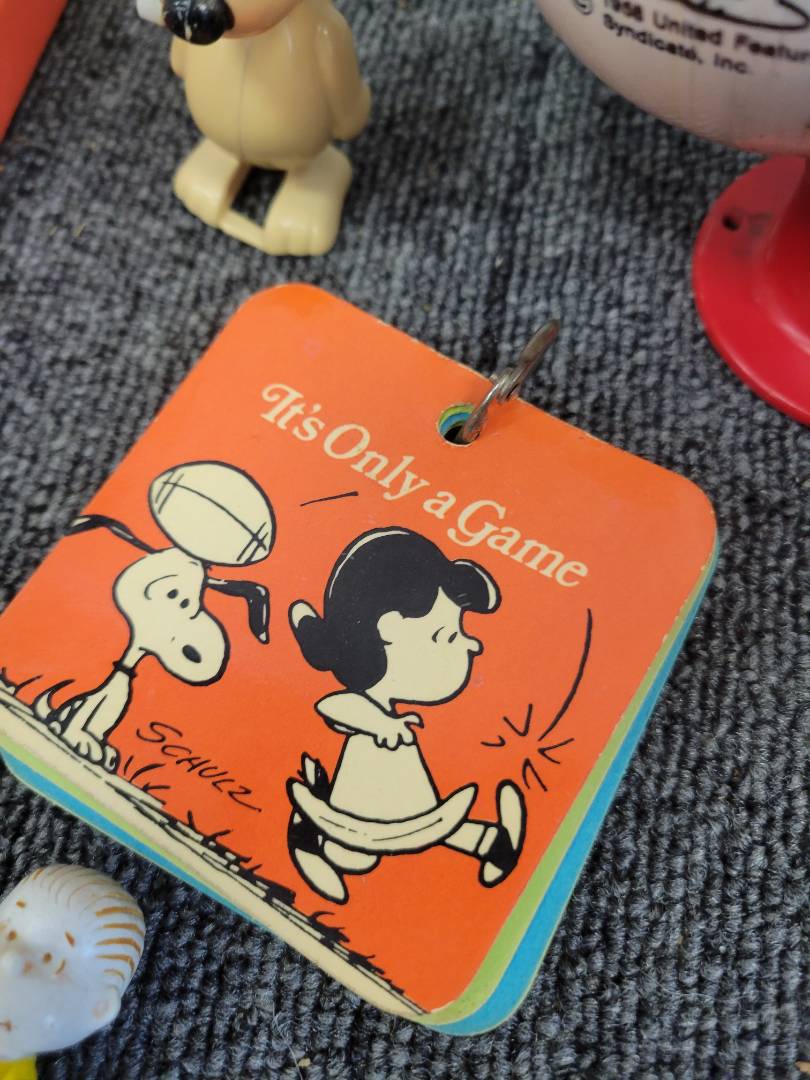 © 1958 United Feature
Syndicate, Inc.
It's Only a Game
SCHULZ